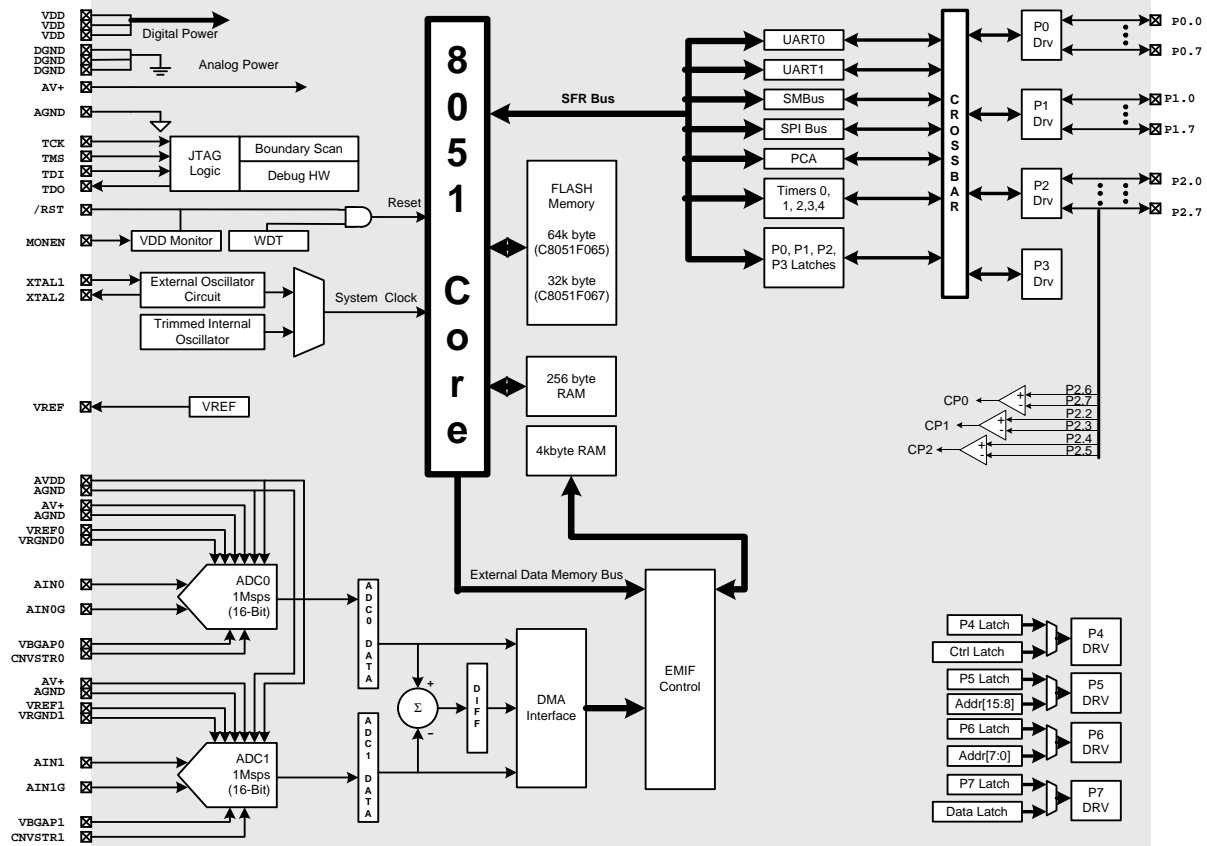 VDD
VDD
VDD
Digital Power
DGND
DGND
DGND
Analog Power
AV+
AGND
TCK
TMS
TDI
TDO
JTAG
Logic
Boundary Scan
Debug HW
/RST
Reset
MONEN
VDD Monitor
WDT
XTAL1
XTAL2
External Oscillator
Circuit
System Clock
Trimmed Internal
Oscillator
VREF
VREF
8051 Core
SFR Bus
FLASH
Memory
64k byte
(C8051F065)
32k byte
(C8051F067)
256 byte
RAM
4kbyte RAM
UART0
UART1
SMBus
SPI Bus
PCA
Timers 0,
1, 2,3,4
P0, P1, P2,
P3 Latches
CROSSBAR
P0
Drv
P1
Drv
P2
Drv
P3
Drv
P0.0
P0.7
P1.0
P1.7
P2.0
P2.7
CP0
+
-
P2.6
P2.7
CP1
+
-
P2.2
P2.3
CP2
+
-
P2.4
P2.5
AVDD
AGND
AV+
AGND
VREF0
VRGND0
AIN0
AIN0G
VBGAP0
CNVSTR0
ADC0
1Msps
(16-Bit)
AV+
AGND
VREF1
VRGND1
AIN1
AIN1G
VBGAP1
CNVSTR1
ADC1
1Msps
(16-Bit)
ADC0 DATA
ADC1 DATA
+
Σ
−
DIFF
DMA
Interface
External Data Memory Bus
EMIF
Control
P4 Latch
Ctrl Latch
P4
DRV
P5 Latch
Addr[15:8]
P5
DRV
P6 Latch
Addr[7:0]
P6
DRV
P7 Latch
Data Latch
P7
DRV